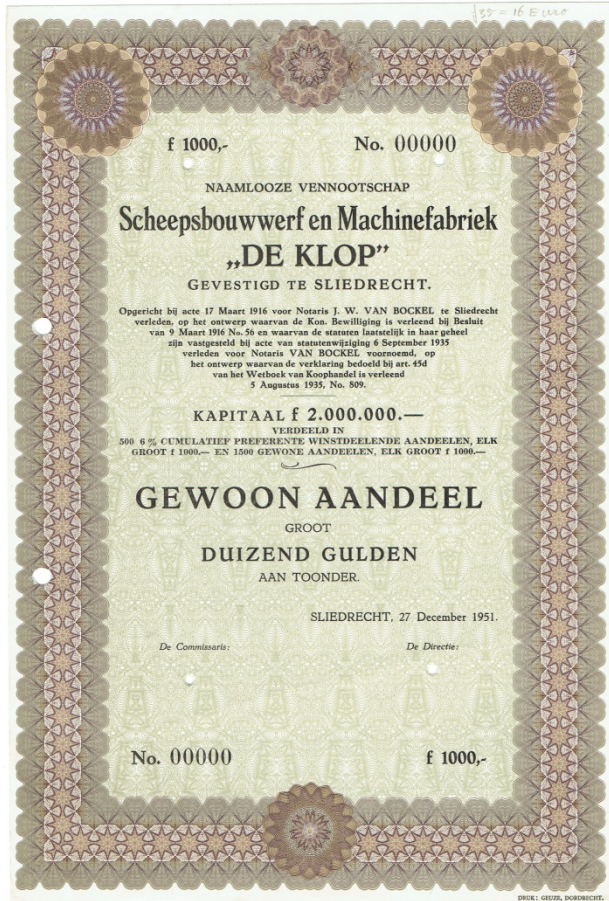 f35 = 16 Euro
f 1000,- No. 00000
NAAMLOOZE VENNOOTSCHAP
Scheepsbouwwerf en Machinefabriek
„DE KLOP”
GEVESTIGD TE SLIEDRECHT.
Opgericht bij acte 17 Maart 1916 voor Notaris J. W. VAN BOCKEL te Sliedrecht
verleden, op het ontwerp waarvan de Kon. Bewilliging is verleend bij Besluit
van 9 Maart 1916 No. 56 en waarvan de statuten laatstelijk in haar geheel
zijn vastgesteld bij acte van statutenwijziging 6 September 1935
verleden voor Notaris VAN BOCKEL voornoemd, op
het ontwerp waarvan de verklaring bedoeld bij art. 45d
van het Wetboek van Koophandel is verleend
5 Augustus 1935, No. 809.
KAPITAAL f 2.000.000.—
VERDEELD IN
500 6 % CUMULATIEF PREFERENTE WINSTDEELENDE AANDEELEN, ELK
GROOT f 1000.— EN 1500 GEWONE AANDEELEN, ELK GROOT f 1000.—
GEWOON AANDEEL
GROOT
DUIZEND GULDEN
AAN TOONDER.
SLIEDRECHT, 27 December 1951.
De Commissaris: De Directie:
No. 00000 f 1000,-
DRUK: GEUZE, DORDRECHT.